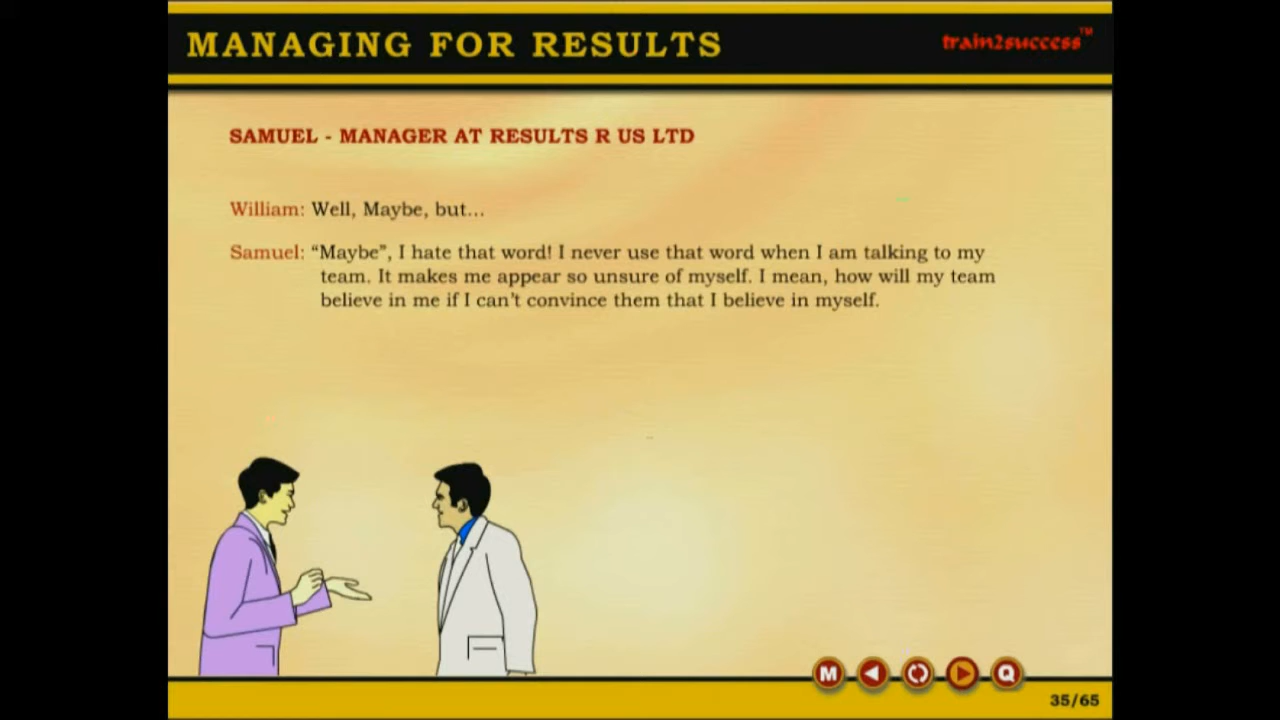 MANAGING FOR RESULTS
train2success™
SAMUEL - MANAGER AT RESULTS R US LTD
William: Well, Maybe, but...
Samuel: “Maybe”, I hate that word! I never use that word when I am talking to my
team. It makes me appear so unsure of myself. I mean, how will my team
believe in me if I can’t convince them that I believe in myself.
M
Q
35/65